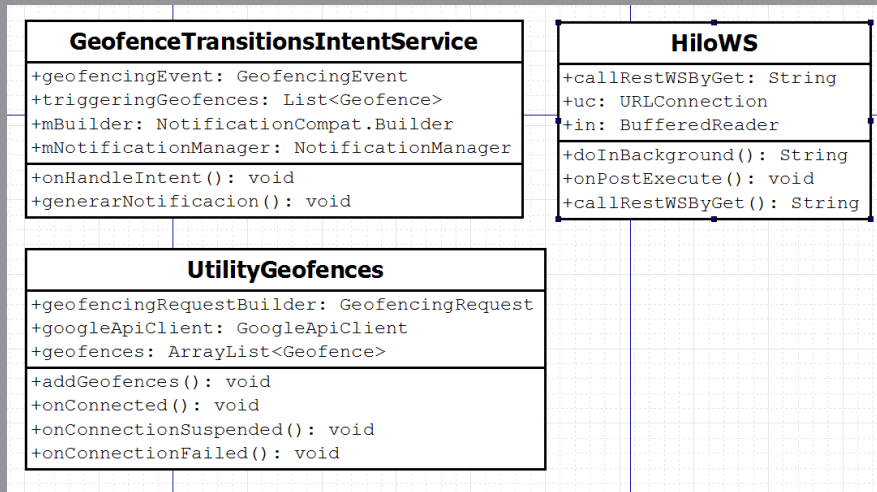 GeofenceTransitionsIntentService
+geofencingEvent: GeofencingEvent
+triggeringGeofences: List<Geofence>
+mBuilder: NotificationCompat.Builder
+mNotificationManager: NotificationManager
+onHandleIntent(): void
+generarNotificacion(): void
HiloWS
+callRestWSByGet: String
+uc: URLConnection
+in: BufferedReader
+doInBackground(): String
+onPostExecute(): void
+callRestWSByGet(): String
UtilityGeofences
+geofencingRequestBuilder: GeofencingRequest
+googleApiClient: GoogleApiClient
+geofences: ArrayList<Geofence>
+addGeofences(): void
+onConnected(): void
+onConnectionSuspended(): void
+onConnectionFailed(): void